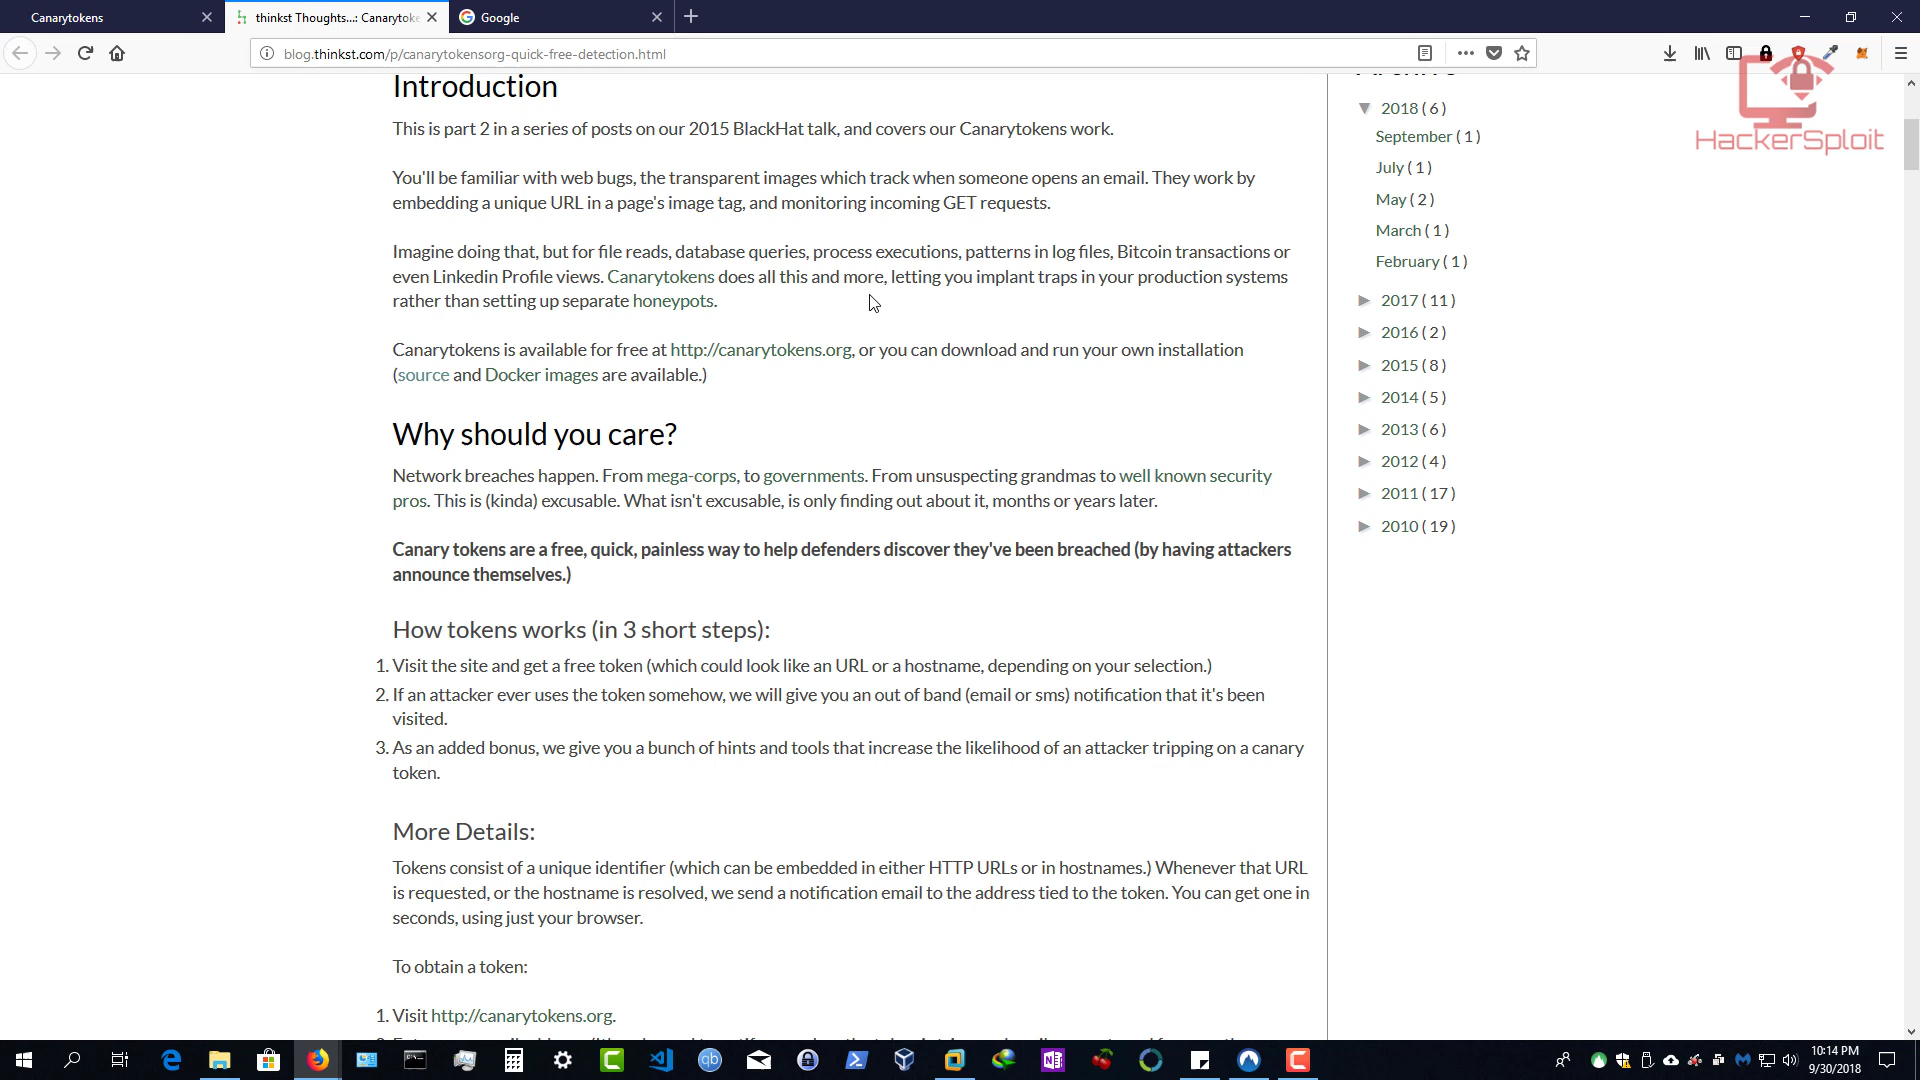 Canarytokens
thinkst Thoughts...: Canarytoke
Google
blog.thinkst.com/p/canarytokensorg-quick-free-detection.html
Introduction
This is part 2 in a series of posts on our 2015 BlackHat talk, and covers our Canarytokens work.
You'll be familiar with web bugs, the transparent images which track when someone opens an email. They work by
embedding a unique URL in a page's image tag, and monitoring incoming GET requests.
Imagine doing that, but for file reads, database queries, process executions, patterns in log files, Bitcoin transactions or
even Linkedin Profile views. Canarytokens does all this and more, letting you implant traps in your production systems
rather than setting up separate honeypots.
Canarytokens is available for free at http://canarytokens.org, or you can download and run your own installation
(source and Docker images are available.)
Why should you care?
Network breaches happen. From mega-corps, to governments. From unsuspecting grandmas to well known security
pros. This is (kinda) excusable. What isn't excusable, is only finding out about it, months or years later.
Canary tokens are a free, quick, painless way to help defenders discover they've been breached (by having attackers
announce themselves.)
How tokens works (in 3 short steps):
1. Visit the site and get a free token (which could look like an URL or a hostname, depending on your selection.)
2. If an attacker ever uses the token somehow, we will give you an out of band (email or sms) notification that it's been
visited.
3. As an added bonus, we give you a bunch of hints and tools that increase the likelihood of an attacker tripping on a canary
token.
More Details:
Tokens consist of a unique identifier (which can be embedded in either HTTP URLs or in hostnames.) Whenever that URL
is requested, or the hostname is resolved, we send a notification email to the address tied to the token. You can get one in
seconds, using just your browser.
To obtain a token:
1. Visit http://canarytokens.org.
▼ 2018 ( 6 )
September ( 1 )
July ( 1 )
May ( 2 )
March ( 1 )
February ( 1 )
► 2017 ( 11 )
► 2016 ( 2 )
► 2015 ( 8 )
► 2014 ( 5 )
► 2013 ( 6 )
► 2012 ( 4 )
► 2011 ( 17 )
► 2010 ( 19 )
HackerSploit
10:14 PM
9/30/2018